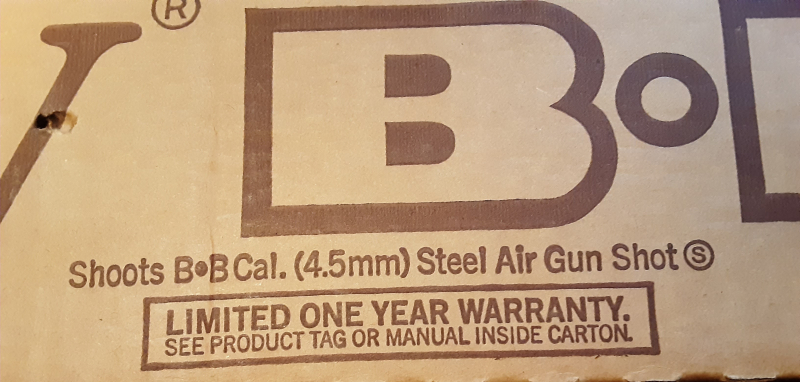 ® B•
Shoots B•B Cal. (4.5mm) Steel Air Gun Shot Ⓢ
LIMITED ONE YEAR WARRANTY.
SEE PRODUCT TAG OR MANUAL INSIDE CARTON.